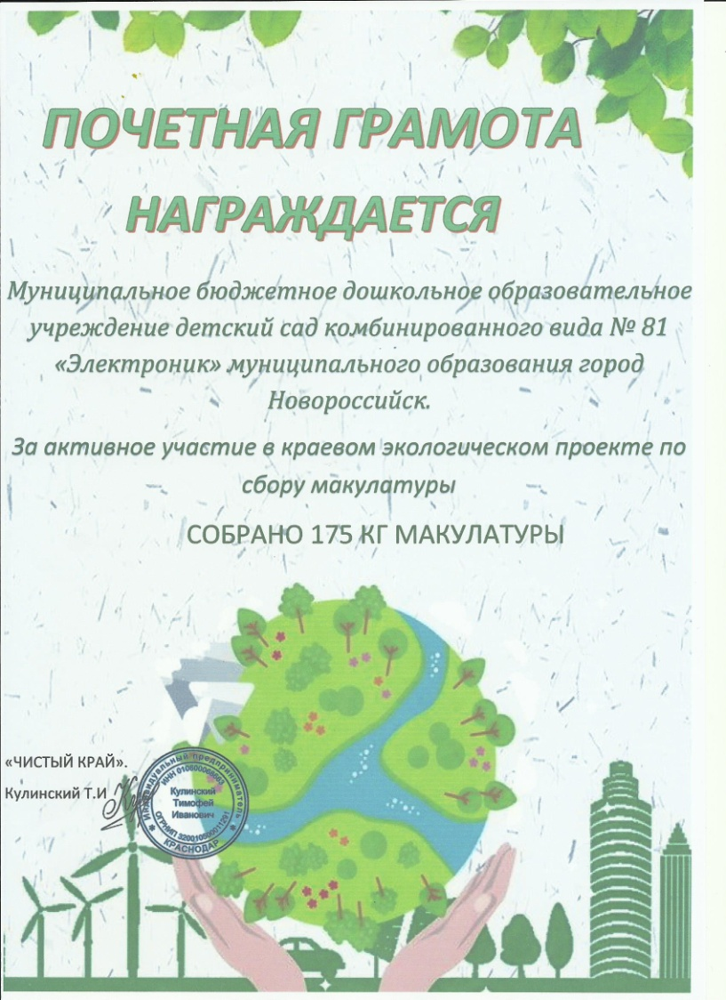 ПОЧЕТНАЯ ГРАМОТА
НАГРАЖДАЕТСЯ
Муниципальное бюджетное дошкольное образовательное
учреждение детский сад комбинированного вида № 81
«Электроник» муниципального образования город
Новороссийск.
За активное участие в краевом экологическом проекте по
сбору макулатуры
СОБРАНО 175 КГ МАКУЛАТУРЫ
«ЧИСТЫЙ КРАЙ».
Кулинский Т.И
Индивидуальный предприниматель
ИНН
Кулинский
Тимофей
Иванович
ОГРНИП
КРАСНОДАР